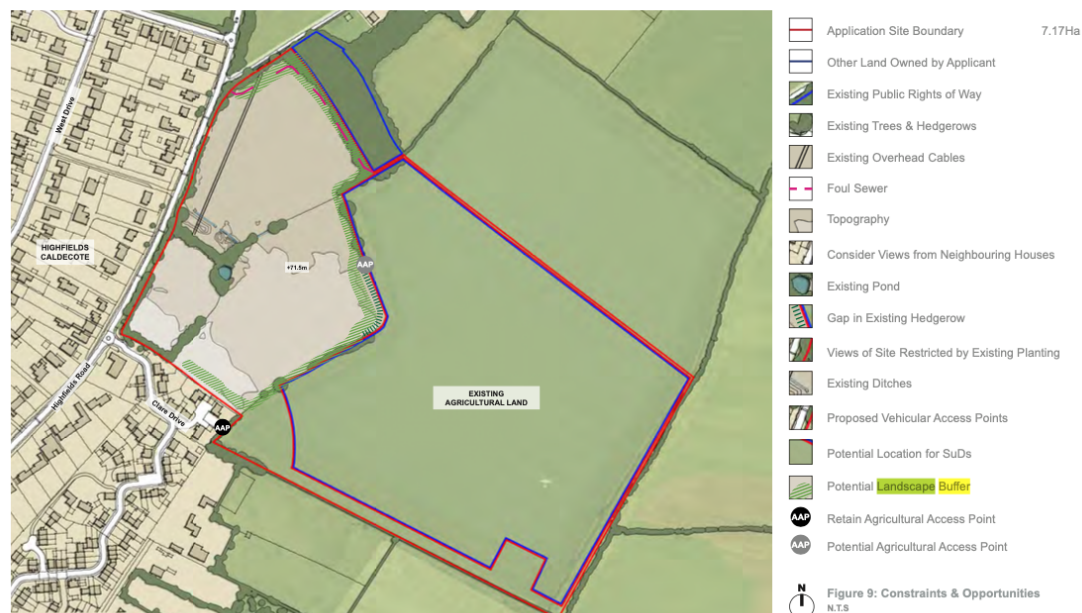 West Drive
HIGHFIELDS
CALDECOTE
Highfields Road
Clare Drive
+71.5m
AAP
AAP
EXISTING
AGRICULTURAL LAND
Application Site Boundary 7.17Ha
Other Land Owned by Applicant
Existing Public Rights of Way
Existing Trees & Hedgerows
Existing Overhead Cables
Foul Sewer
Topography
Consider Views from Neighbouring Houses
Existing Pond
Gap in Existing Hedgerow
Views of Site Restricted by Existing Planting
Existing Ditches
Proposed Vehicular Access Points
Potential Location for SuDs
Potential Landscape Buffer
AAP Retain Agricultural Access Point
AAP Potential Agricultural Access Point
N
Figure 9: Constraints & Opportunities
N.T.S